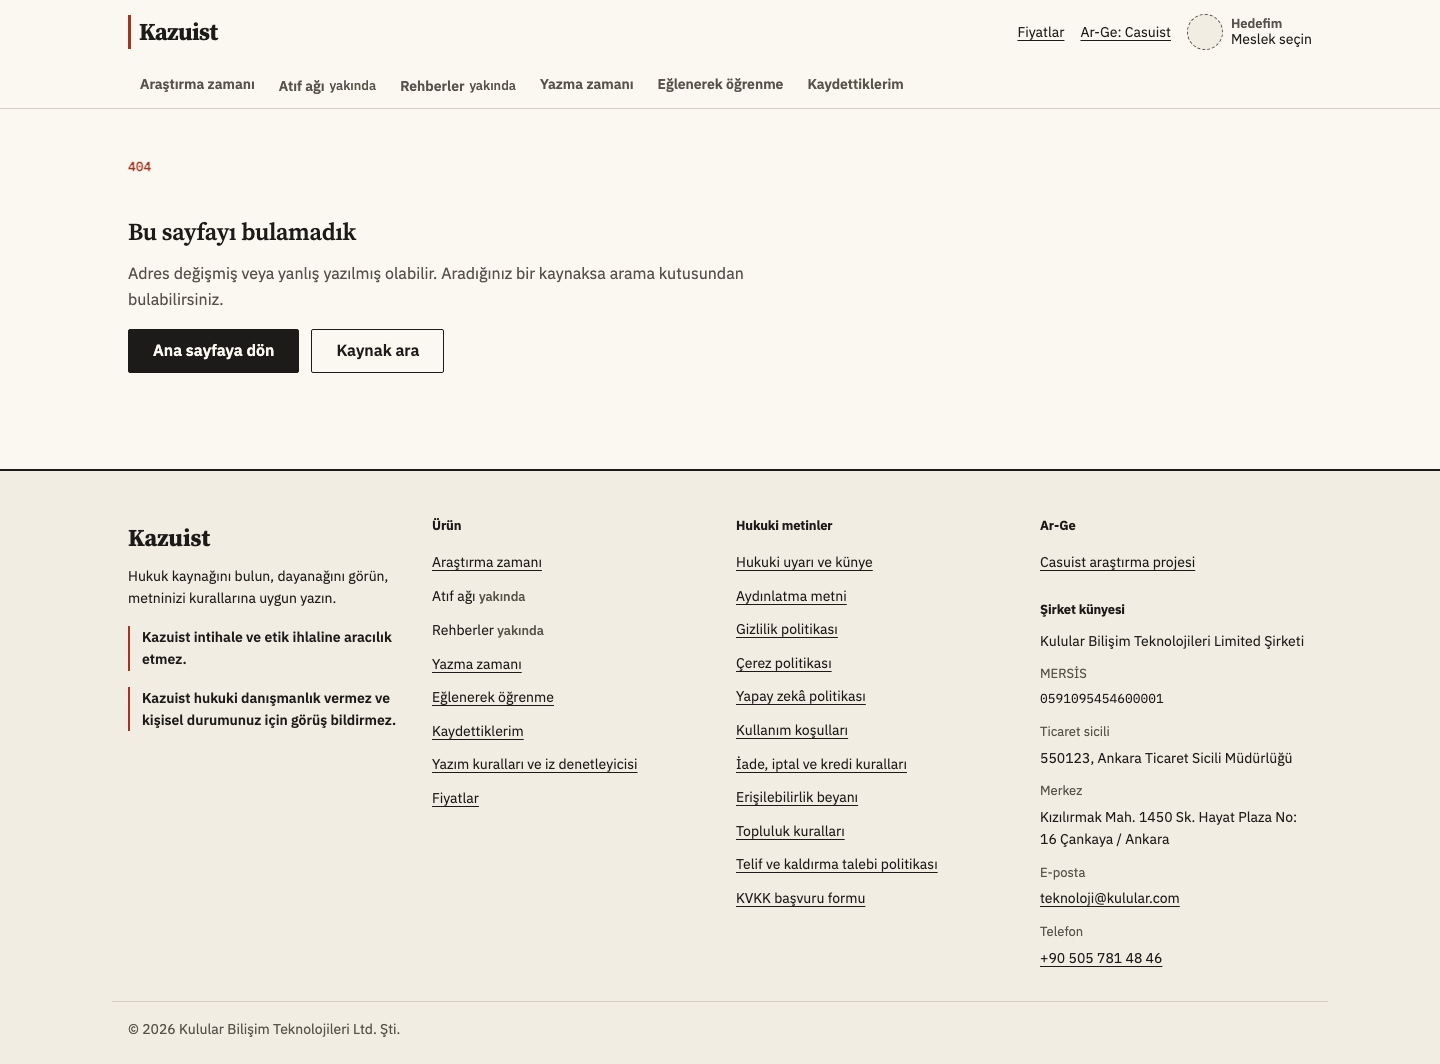 Kazuist
Fiyatlar
Ar-Ge: Casuist
Hedefim
Meslek seçin
Araştırma zamanı
Atıf ağı yakında
Rehberler yakında
Yazma zamanı
Eğlenerek öğrenme
Kaydettiklerim
404
Bu sayfayı bulamadık
Adres değişmiş veya yanlış yazılmış olabilir. Aradığınız bir kaynaksa arama kutusundan
bulabilirsiniz.
Ana sayfaya dön
Kaynak ara
Kazuist
Hukuk kaynağını bulun, dayanağını görün,
metninizi kurallarına uygun yazın.
Kazuist intihale ve etik ihlaline aracılık
etmez.
Kazuist hukuki danışmanlık vermez ve
kişisel durumunuz için görüş bildirmez.
Ürün
Araştırma zamanı
Atıf ağı yakında
Rehberler yakında
Yazma zamanı
Eğlenerek öğrenme
Kaydettiklerim
Yazım kuralları ve iz denetleyicisi
Fiyatlar
Hukuki metinler
Hukuki uyarı ve künye
Aydınlatma metni
Gizlilik politikası
Çerez politikası
Yapay zekâ politikası
Kullanım koşulları
İade, iptal ve kredi kuralları
Erişilebilirlik beyanı
Topluluk kuralları
Telif ve kaldırma talebi politikası
KVKK başvuru formu
Ar-Ge
Casuist araştırma projesi
Şirket künyesi
Kulular Bilişim Teknolojileri Limited Şirketi
MERSİS
0591095454600001
Ticaret sicili
550123, Ankara Ticaret Sicili Müdürlüğü
Merkez
Kızılırmak Mah. 1450 Sk. Hayat Plaza No:
16 Çankaya / Ankara
E-posta
teknoloji@kulular.com
Telefon
+90 505 781 48 46
© 2026 Kulular Bilişim Teknolojileri Ltd. Şti.